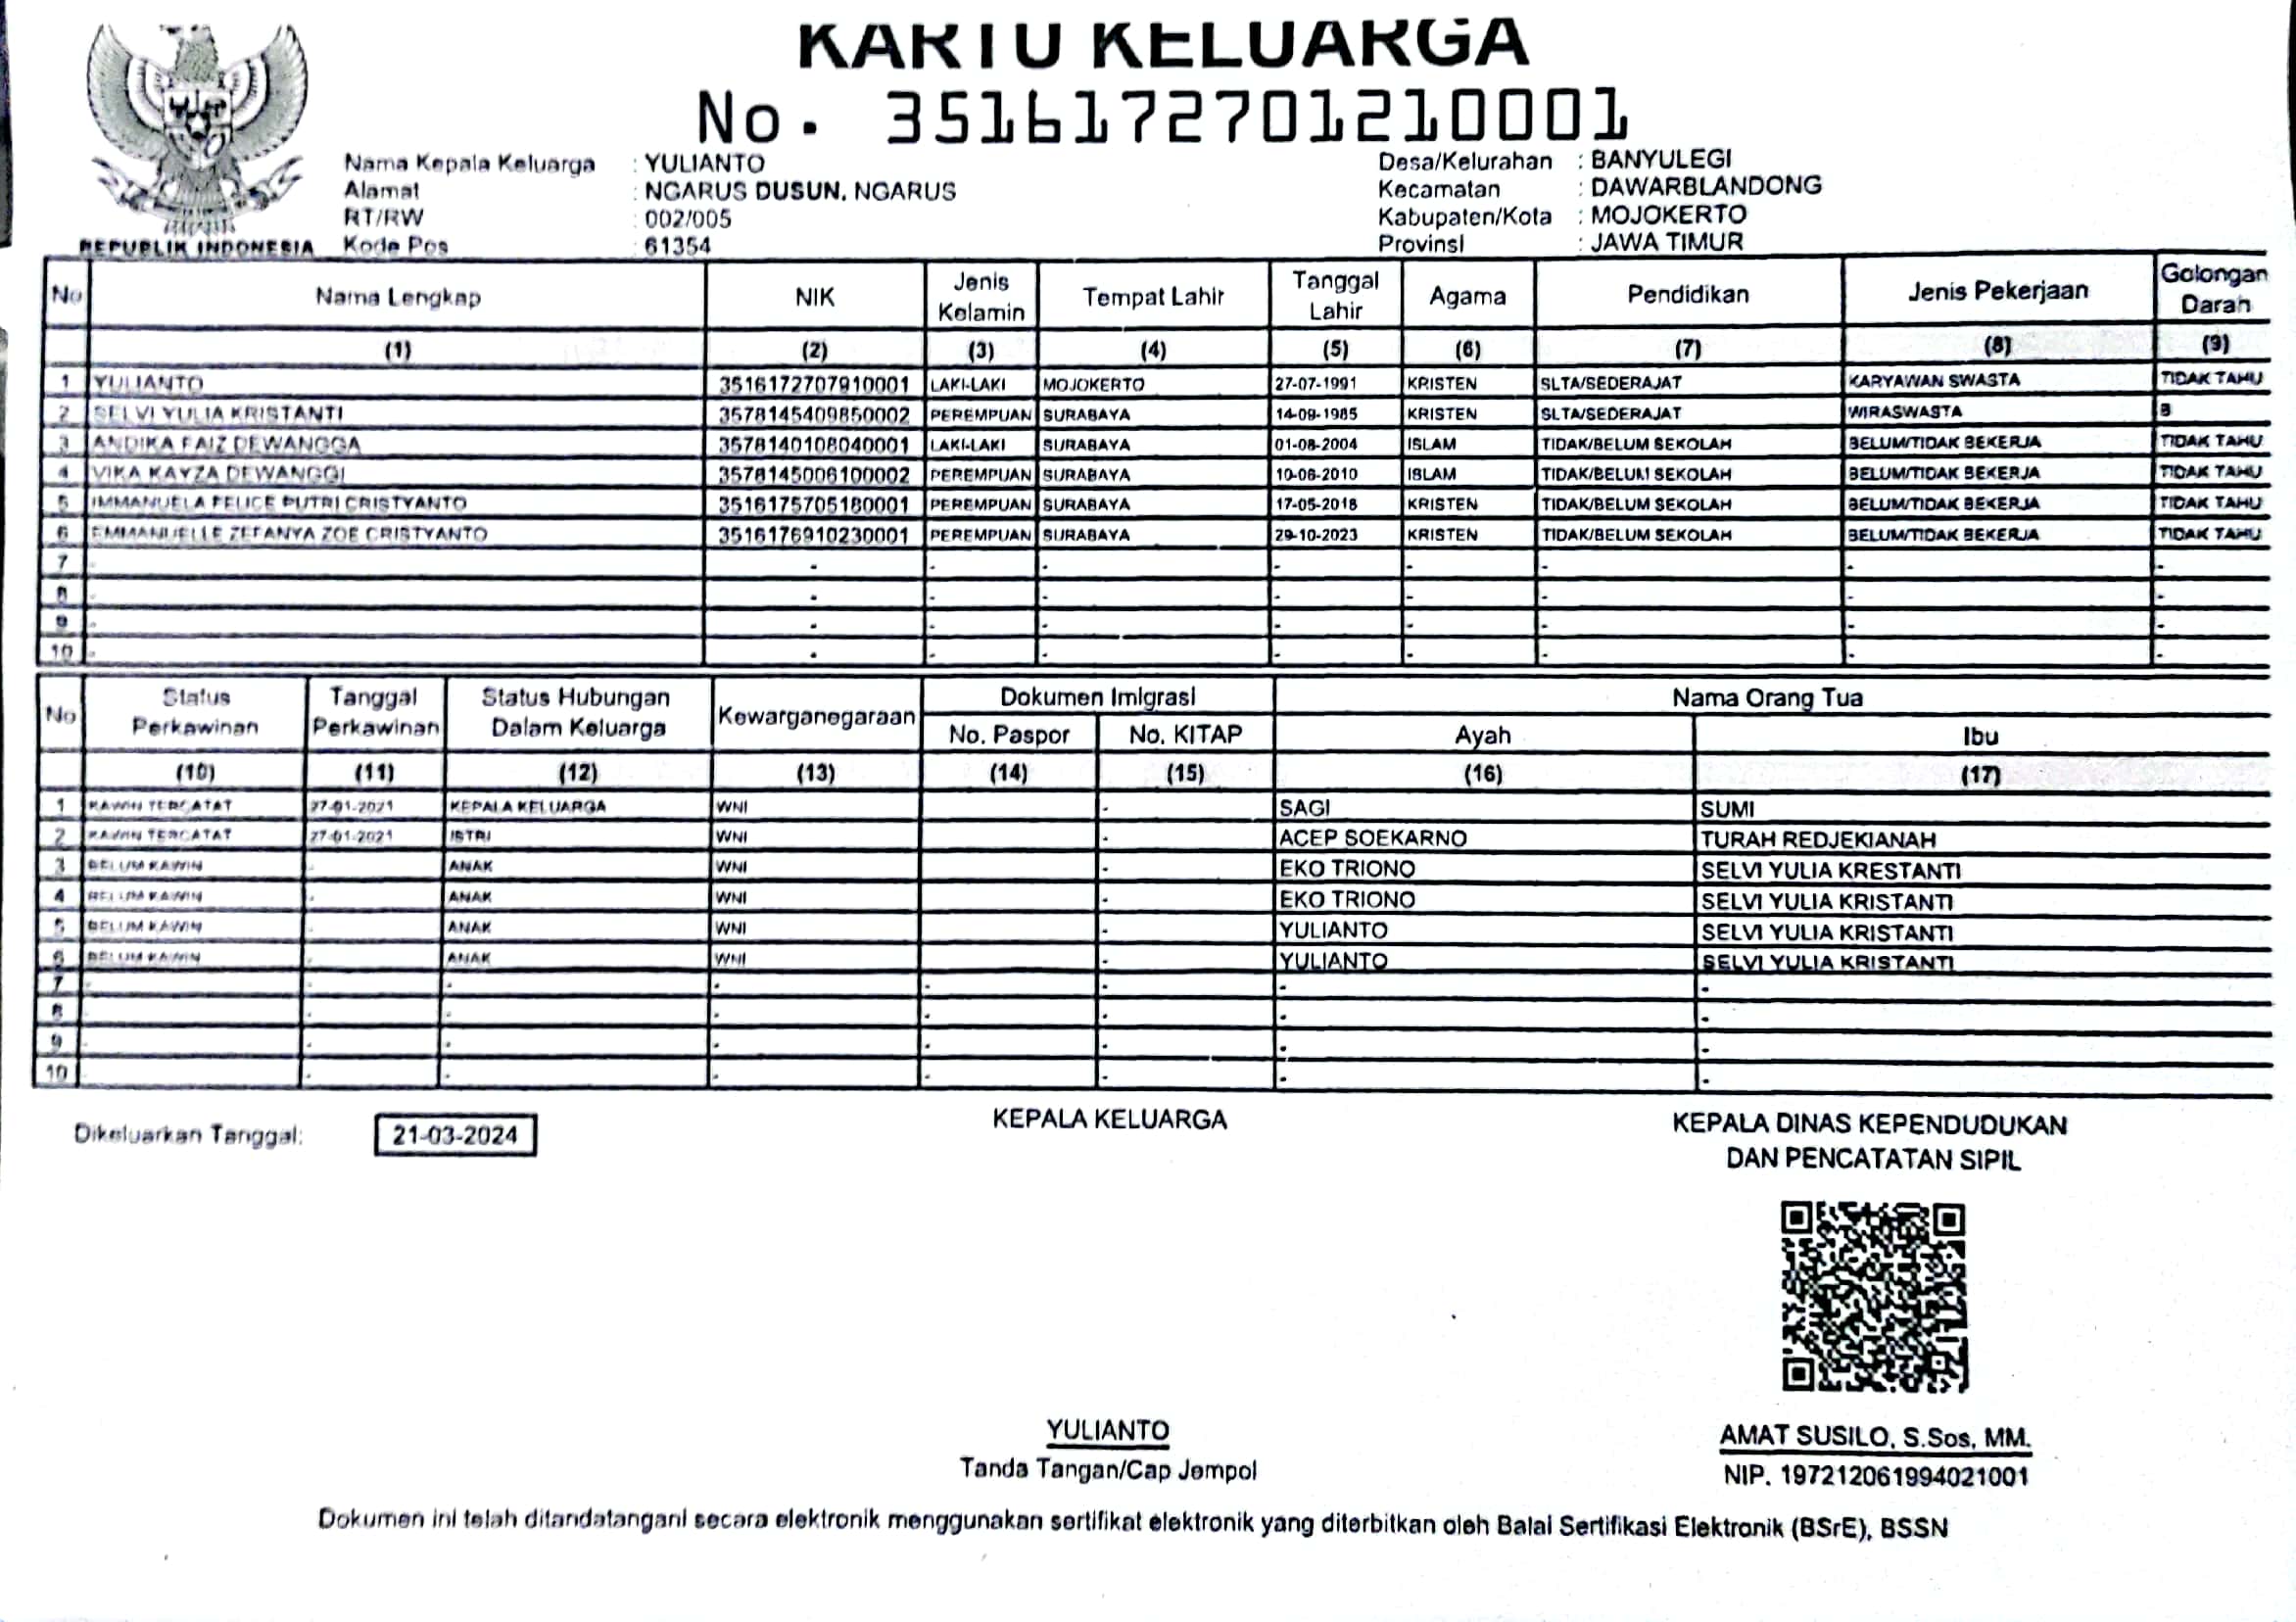 KARTU KELUARGA
No. 3516172701210001
Nama Kepala Keluarga : YULIANTO
Alamat : NGARUS DUSUN. NGARUS
RT/RW : 002/005
Kode Pos : 61354
Desa/Kelurahan : BANYULEGI
Kecamatan : DAWARBLANDONG
Kabupaten/Kota : MOJOKERTO
Provinsi : JAWA TIMUR
REPUBLIK INDONESIA
No Nama Lengkap NIK Jenis Kelamin Tempat Lahir Tanggal Lahir Agama Pendidikan Jenis Pekerjaan Golongan Darah
(1) (2) (3) (4) (5) (6) (7) (8) (9)
1 YULIANTO 3516172707910001 LAKI-LAKI MOJOKERTO 27-07-1991 KRISTEN SLTA/SEDERAJAT KARYAWAN SWASTA TIDAK TAHU
2 SELVI YULIA KRISTANTI 3578145409850002 PEREMPUAN SURABAYA 14-09-1985 KRISTEN SLTA/SEDERAJAT WIRASWASTA B
3 ANDIKA FAIZ DEWANGGA 3578140108040001 LAKI-LAKI SURABAYA 01-08-2004 ISLAM TIDAK/BELUM SEKOLAH BELUM/TIDAK BEKERJA TIDAK TAHU
4 VIKA KAYZA DEWANGGI 3578145006100002 PEREMPUAN SURABAYA 10-06-2010 ISLAM TIDAK/BELUM SEKOLAH BELUM/TIDAK BEKERJA TIDAK TAHU
5 IMMANUELA FELICE PUTRI CRISTYANTO 3516175705180001 PEREMPUAN SURABAYA 17-05-2018 KRISTEN TIDAK/BELUM SEKOLAH BELUM/TIDAK BEKERJA TIDAK TAHU
6 EMMANUELLE ZEFANYA ZOE CRISTYANTO 3516176910230001 PEREMPUAN SURABAYA 29-10-2023 KRISTEN TIDAK/BELUM SEKOLAH BELUM/TIDAK BEKERJA TIDAK TAHU
7 - - - - - - - - -
8 - - - - - - - - -
9 - - - - - - - - -
10 - - - - - - - - -
No Status Perkawinan Tanggal Perkawinan Status Hubungan Dalam Keluarga Kewarganegaraan Dokumen Imigrasi Nama Orang Tua
No. Paspor No. KITAP Ayah Ibu
(10) (11) (12) (13) (14) (15) (16) (17)
1 KAWIN TERCATAT 27-01-2021 KEPALA KELUARGA WNI - SAGI SUMI
2 KAWIN TERCATAT 27-01-2021 ISTRI WNI - ACEP SOEKARNO TURAH REDJEKIANAH
3 BELUM KAWIN - ANAK WNI - EKO TRIONO SELVI YULIA KRESTANTI
4 BELUM KAWIN - ANAK WNI - EKO TRIONO SELVI YULIA KRISTANTI
5 BELUM KAWIN - ANAK WNI - YULIANTO SELVI YULIA KRISTANTI
6 BELUM KAWIN - ANAK WNI - YULIANTO SELVI YULIA KRISTANTI
7 - - - - - - - -
8 - - - - - - - -
9 - - - - - - - -
10 - - - - - - - -
Dikeluarkan Tanggal: 21-03-2024
KEPALA KELUARGA
KEPALA DINAS KEPENDUDUKAN
DAN PENCATATAN SIPIL
YULIANTO
Tanda Tangan/Cap Jempol
AMAT SUSILO, S.Sos, MM.
NIP. 197212061994021001
Dokumen ini telah ditandatangani secara elektronik menggunakan sertifikat elektronik yang diterbitkan oleh Balai Sertifikasi Elektronik (BSrE), BSSN